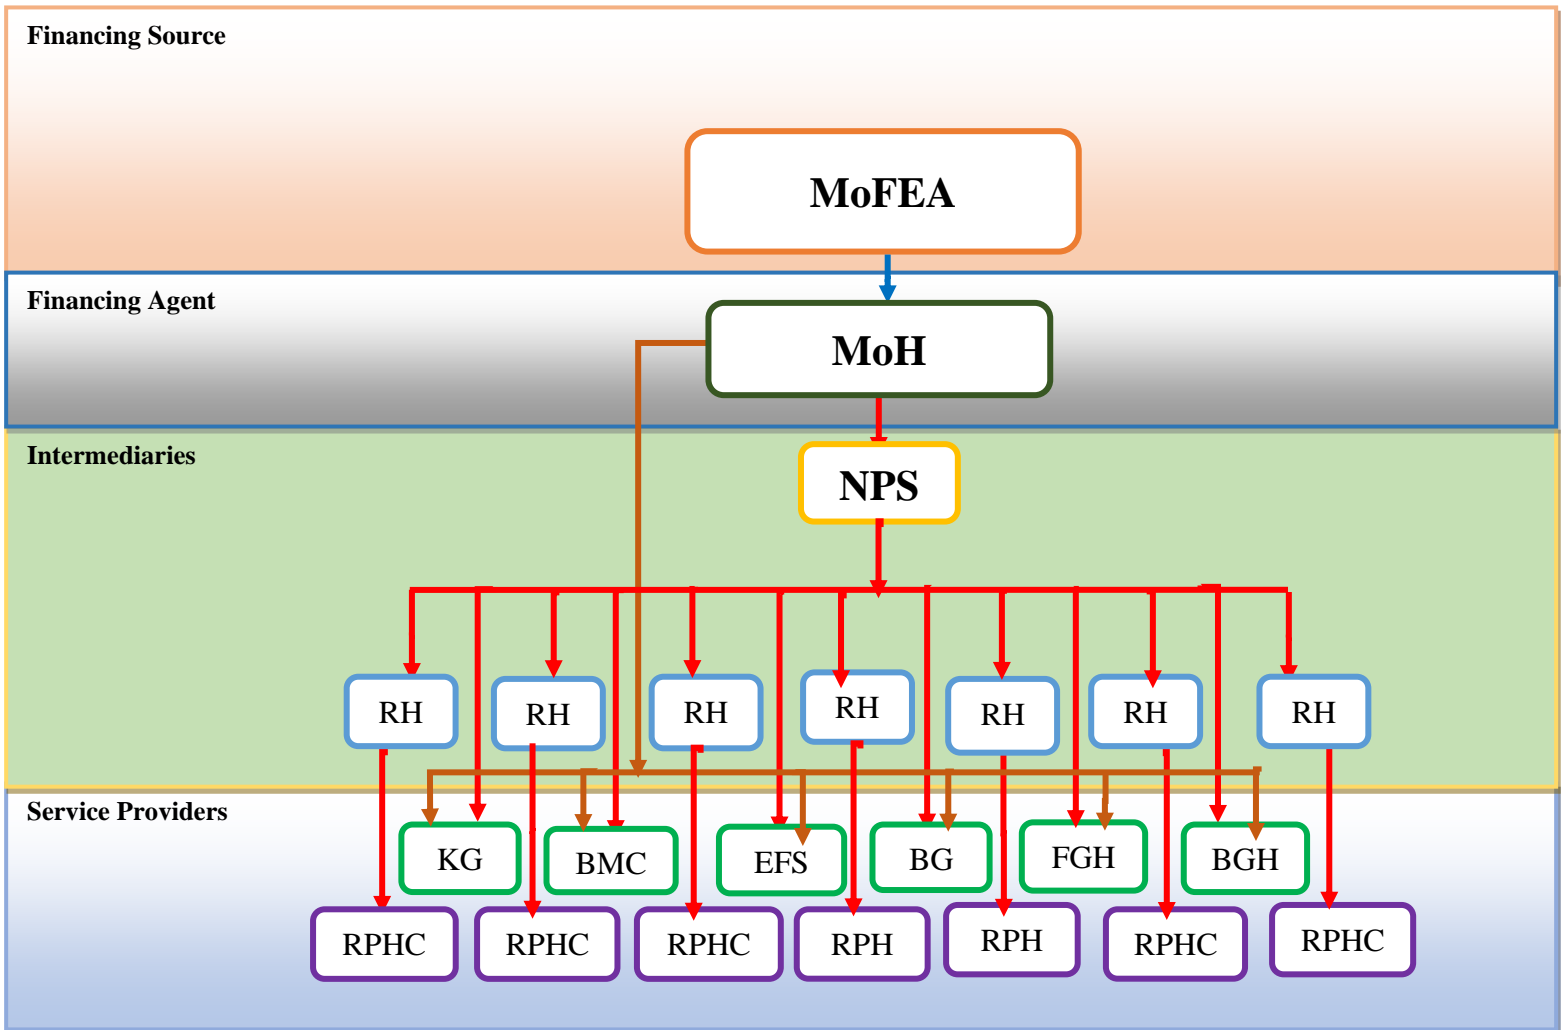 Financing Source
MoFEA
Financing Agent
MoH
Intermediaries
NPS
RH
RH
RH
RH
RH
RH
RH
Service Providers
KG
BMC
EFS
BG
FGH
BGH
RPHC
RPHC
RPHC
RPH
RPH
RPHC
RPHC